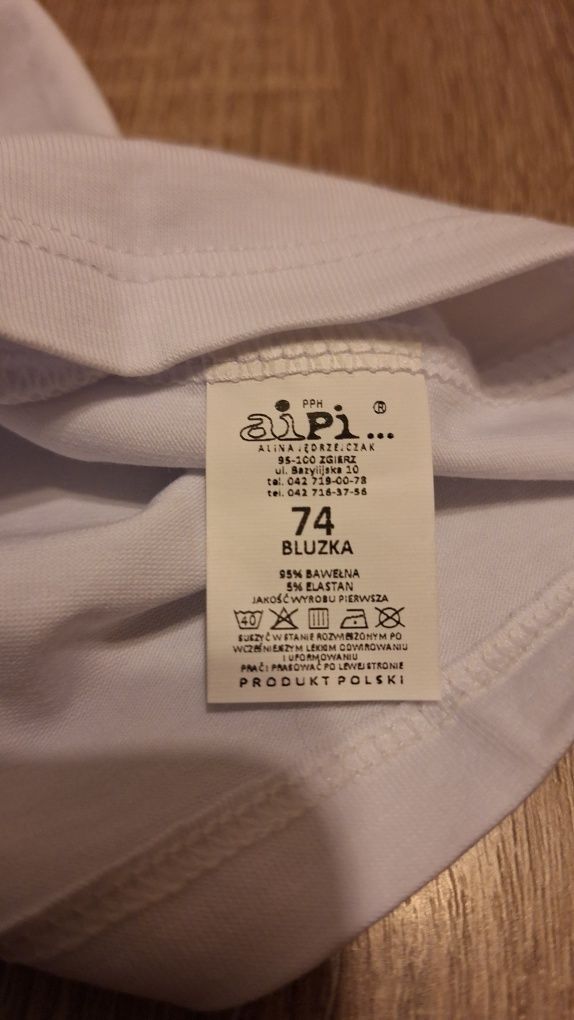 PPH
aipi... ®
ALINA JĘDRZEJCZAK
95-100 ZGIERZ
ul. Bazylijska 10
tel. 042 719-00-78
tel. 042 716-37-56
74
BLUZKA
95% BAWEŁNA
5% ELASTAN
JAKOŚĆ WYROBU PIERWSZA
40
SUSZYĆ W STANIE ROZWIESZONYM PO
WCZEŚNIEJSZYM LEKKIM ODWIROWANIU
I UFORMOWANIU
PRAĆ I PRASOWAĆ PO LEWEJ STRONIE
PRODUKT POLSKI